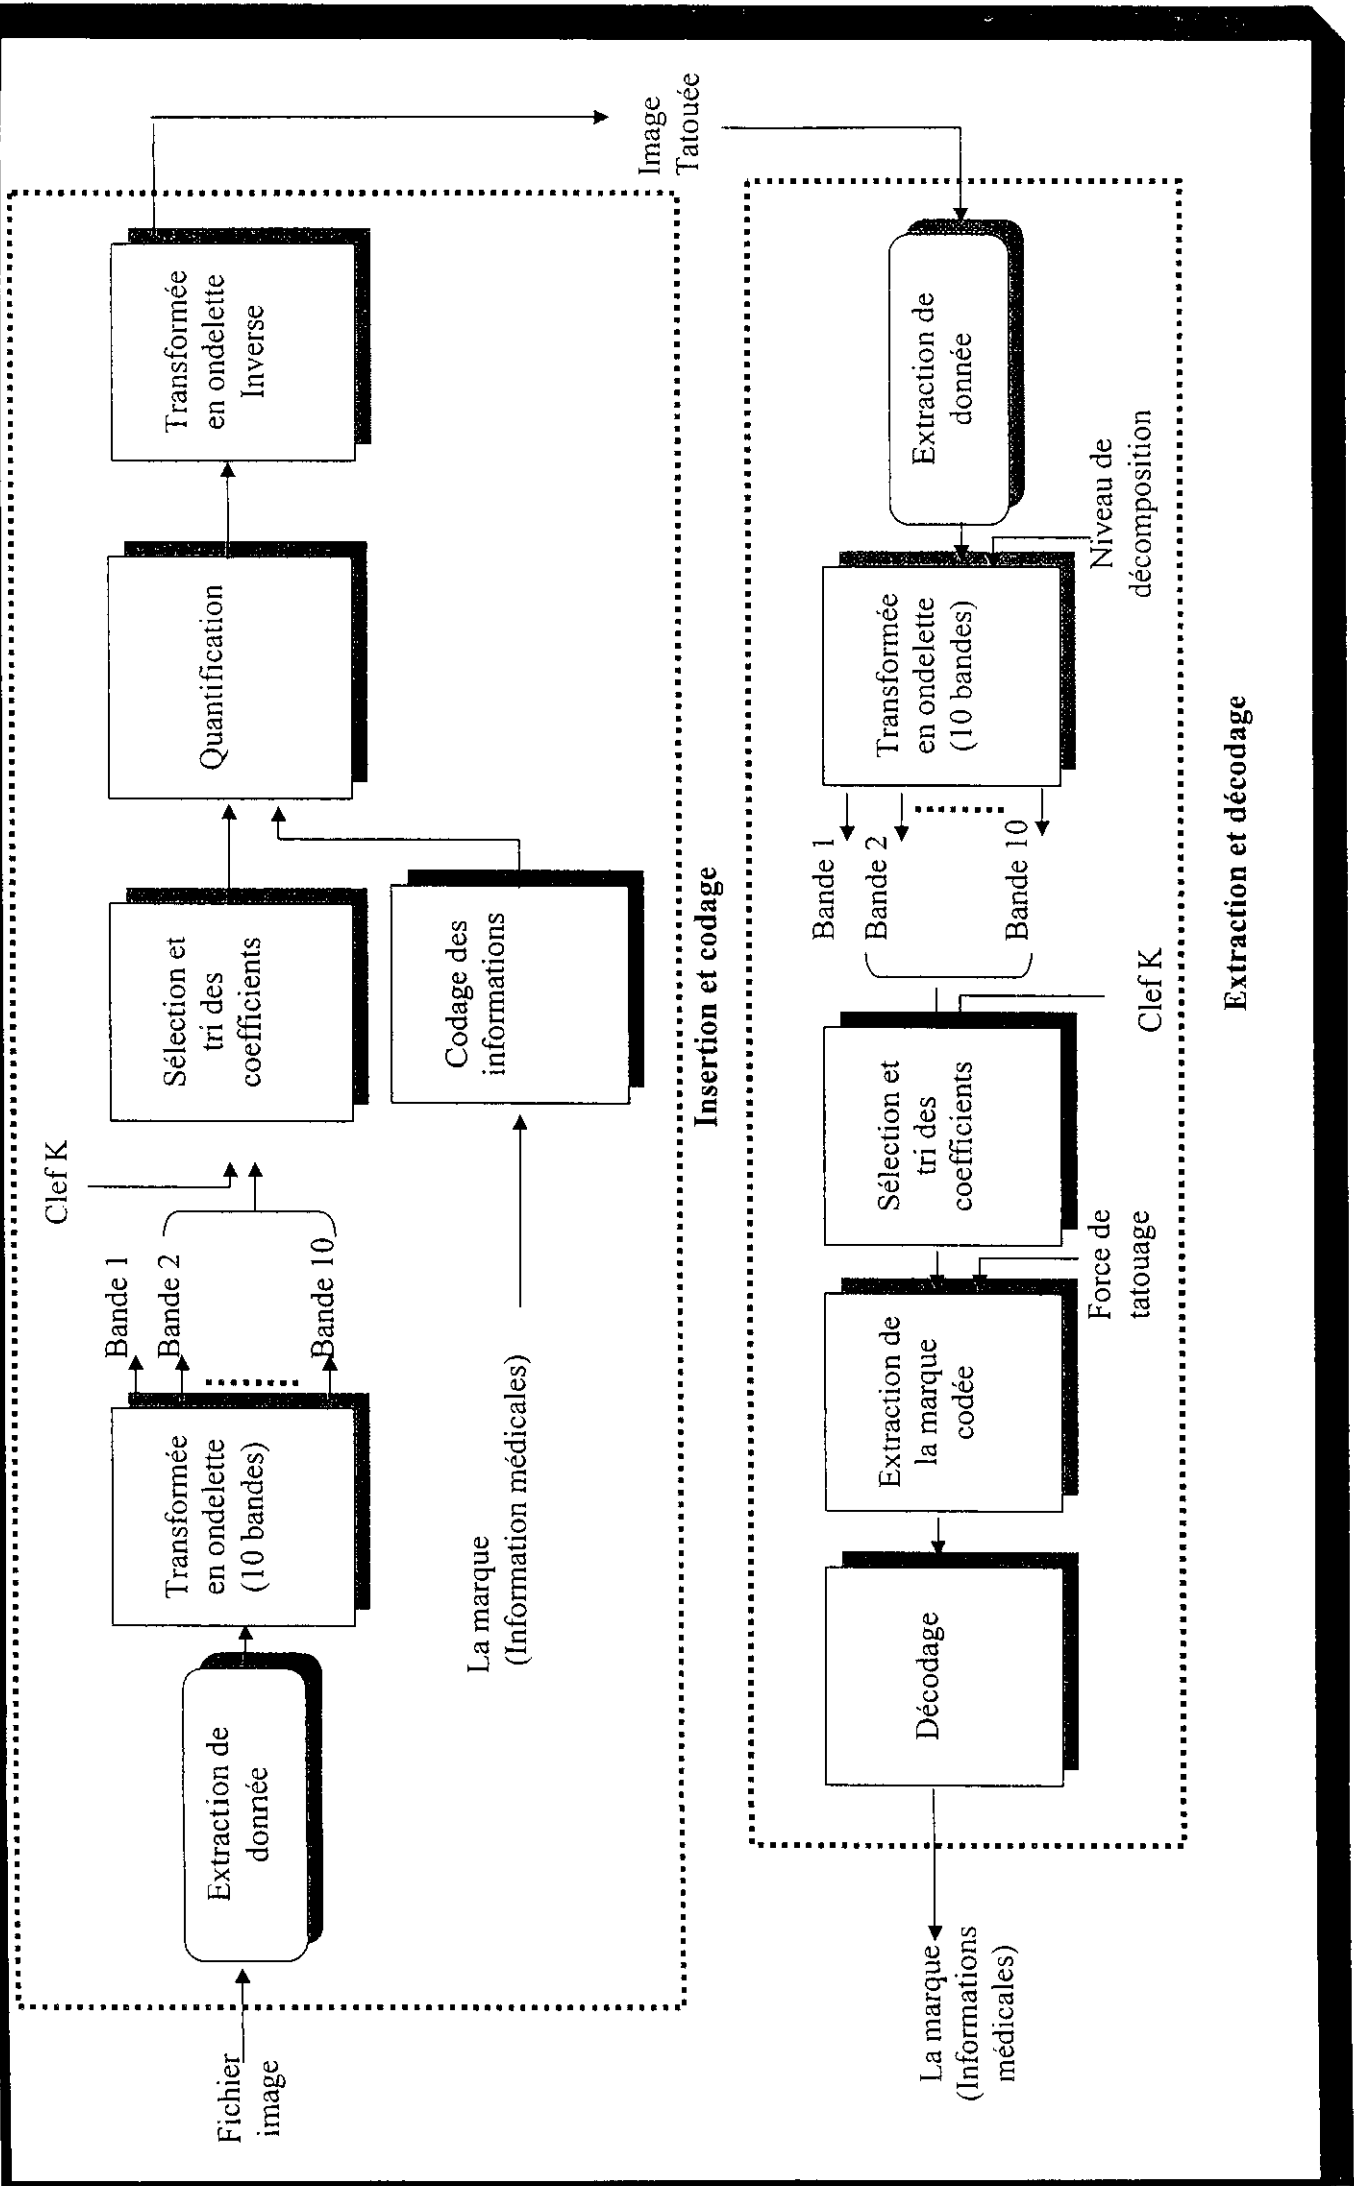 Fichier
image
Extraction de
donnée
Transformée
en ondelette
(10 bandes)
Bande 1
Bande 2
Bande 10
Clef K
Sélection et
tri des
coefficients
Quantification
Transformée
en ondelette
Inverse
La marque
(Information médicales)
Codage des
informations
Insertion et codage
Image
Tatouée
Extraction de
donnée
Niveau de
décomposition
Transformée
en ondelette
(10 bandes)
Bande 1
Bande 2
Bande 10
Clef K
Sélection et
tri des
coefficients
Force de
tatouage
Extraction de
la marque
codée
Décodage
La marque
(Informations
médicales)
Extraction et décodage